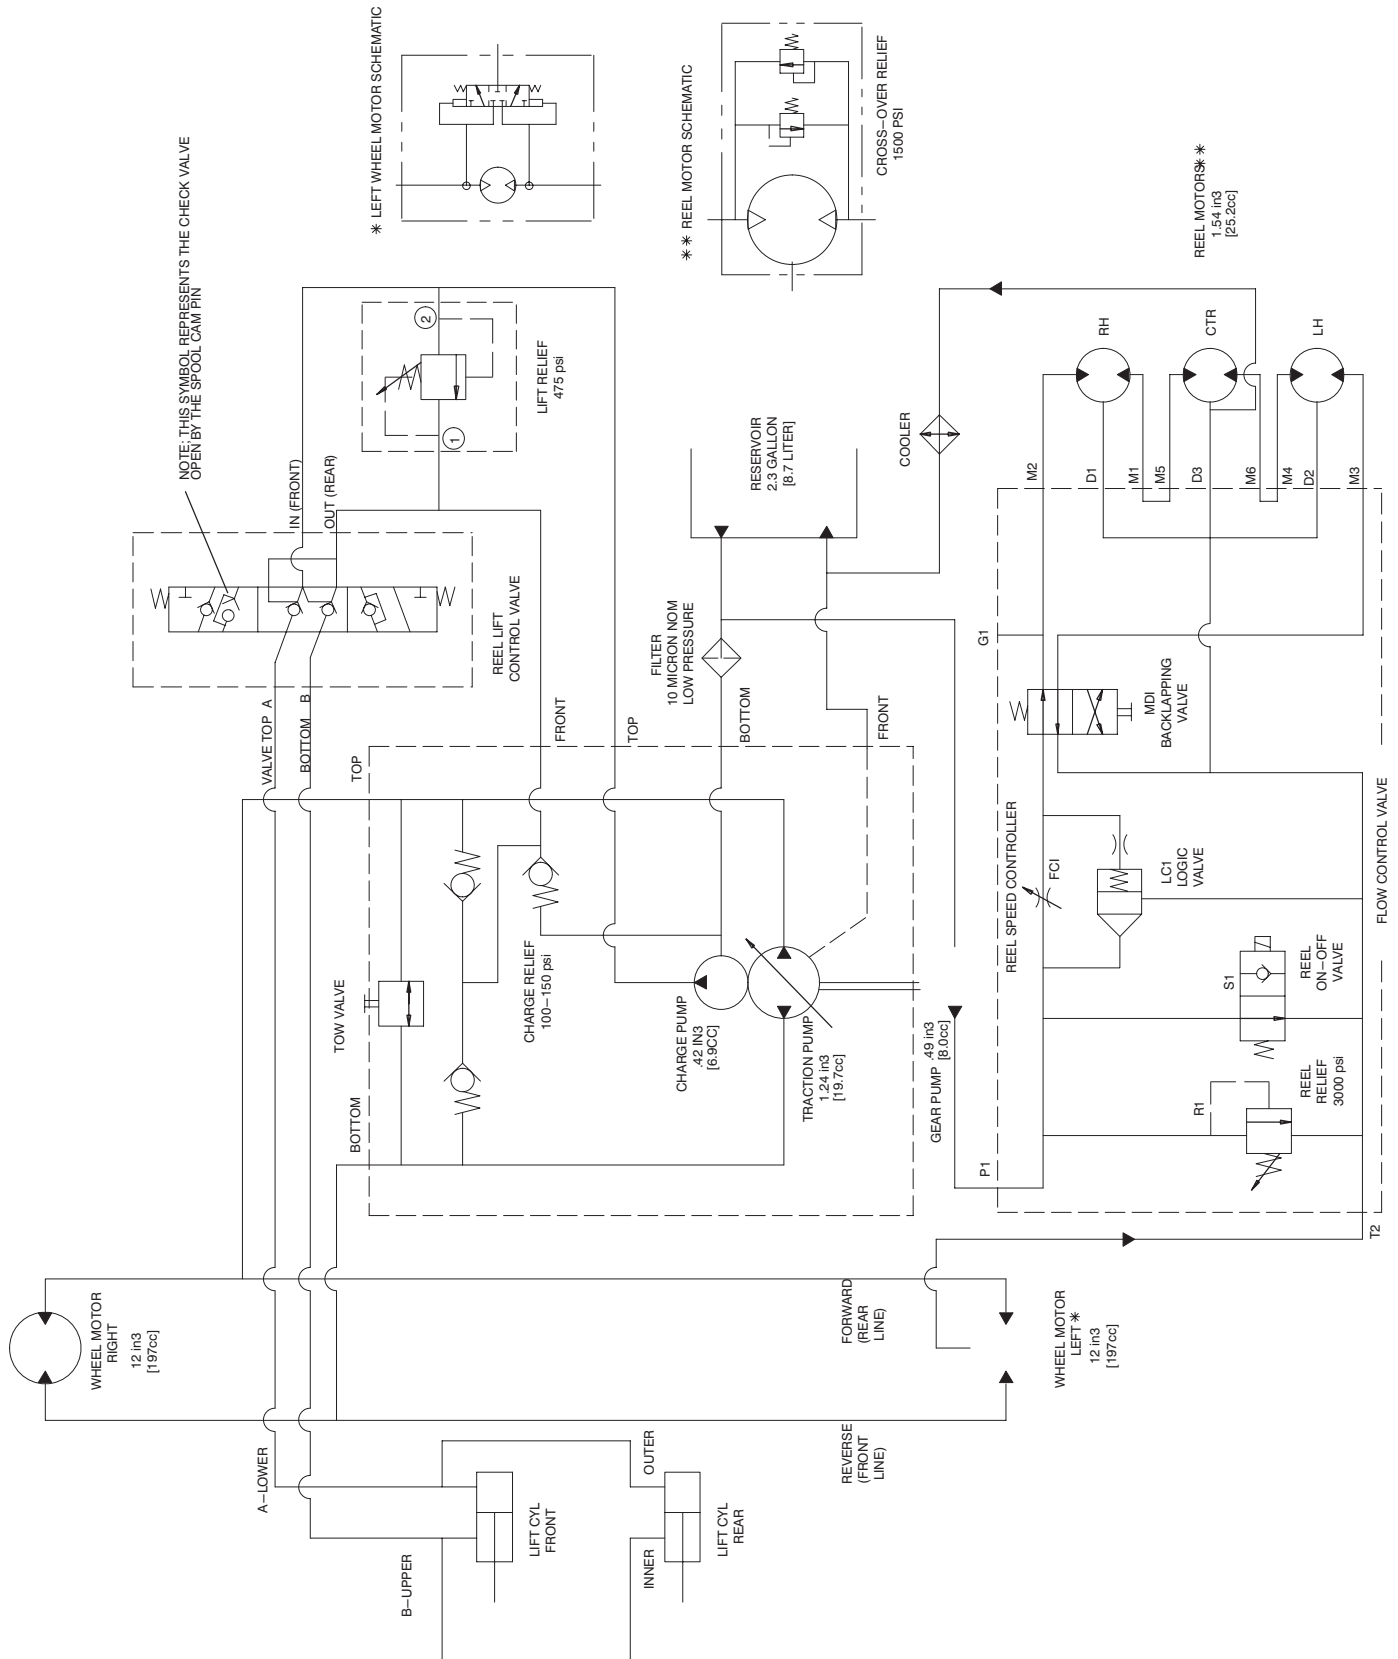 * LEFT WHEEL MOTOR SCHEMATIC
NOTE: THIS SYMBOL REPRESENTS THE CHECK VALVE
OPEN BY THE SPOOL CAM PIN
** REEL MOTOR SCHEMATIC
CROSS-OVER RELIEF
1500 PSI
REEL MOTORS**
1.54 in3
[25.2cc]
IN (FRONT)
OUT (REAR)
2
1
LIFT RELIEF
475 psi
REEL LIFT
CONTROL VALVE
VALVE TOP A
BOTTOM B
RESERVOIR
2.3 GALLON
[8.7 LITER]
COOLER
RH
CTR
LH
M2
D1
M1
M5
D3
M6
M4
D2
M3
FILTER
10 MICRON NOM
LOW PRESSURE
TOP
FRONT
TOP
BOTTOM
FRONT
G1
MDI
BACKLAPPING
VALVE
TOW VALVE
CHARGE RELIEF
100-150 psi
CHARGE PUMP
.42 IN3
[6.9CC]
TRACTION PUMP
1.24 in3
[19.7cc]
GEAR PUMP .49 in3
[8.0cc]
REEL SPEED CONTROLLER
FCI
LC1
LOGIC
VALVE
S1
REEL
ON-OFF
VALVE
R1
REEL
RELIEF
3000 psi
FLOW CONTROL VALVE
BOTTOM
P1
T2
WHEEL MOTOR
RIGHT
12 in3
[197cc]
FORWARD
(REAR
LINE)
WHEEL MOTOR
LEFT *
12 in3
[197cc]
REVERSE
(FRONT
LINE)
A-LOWER
B-UPPER
OUTER
INNER
LIFT CYL
FRONT
LIFT CYL
REAR